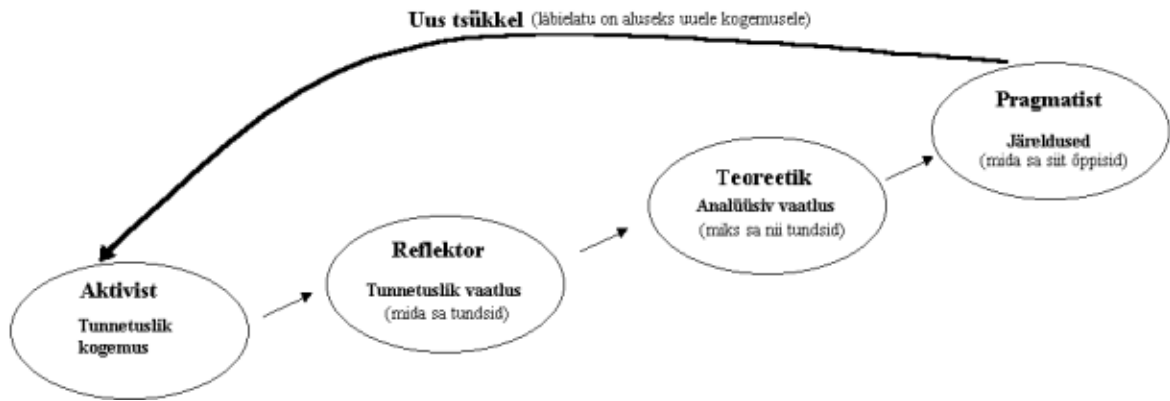 Uus tsükkel (läbielatu on aluseks uuele kogemusele)
Pragmatist
Järeldused
(mida sa siit õppisid)
Teoreetik
Analüüsiv vaatlus
(miks sa nii tundsid)
Reflektor
Tunnetuslik vaatlus
(mida sa tundsid)
Aktivist
Tunnetuslik
kogemus